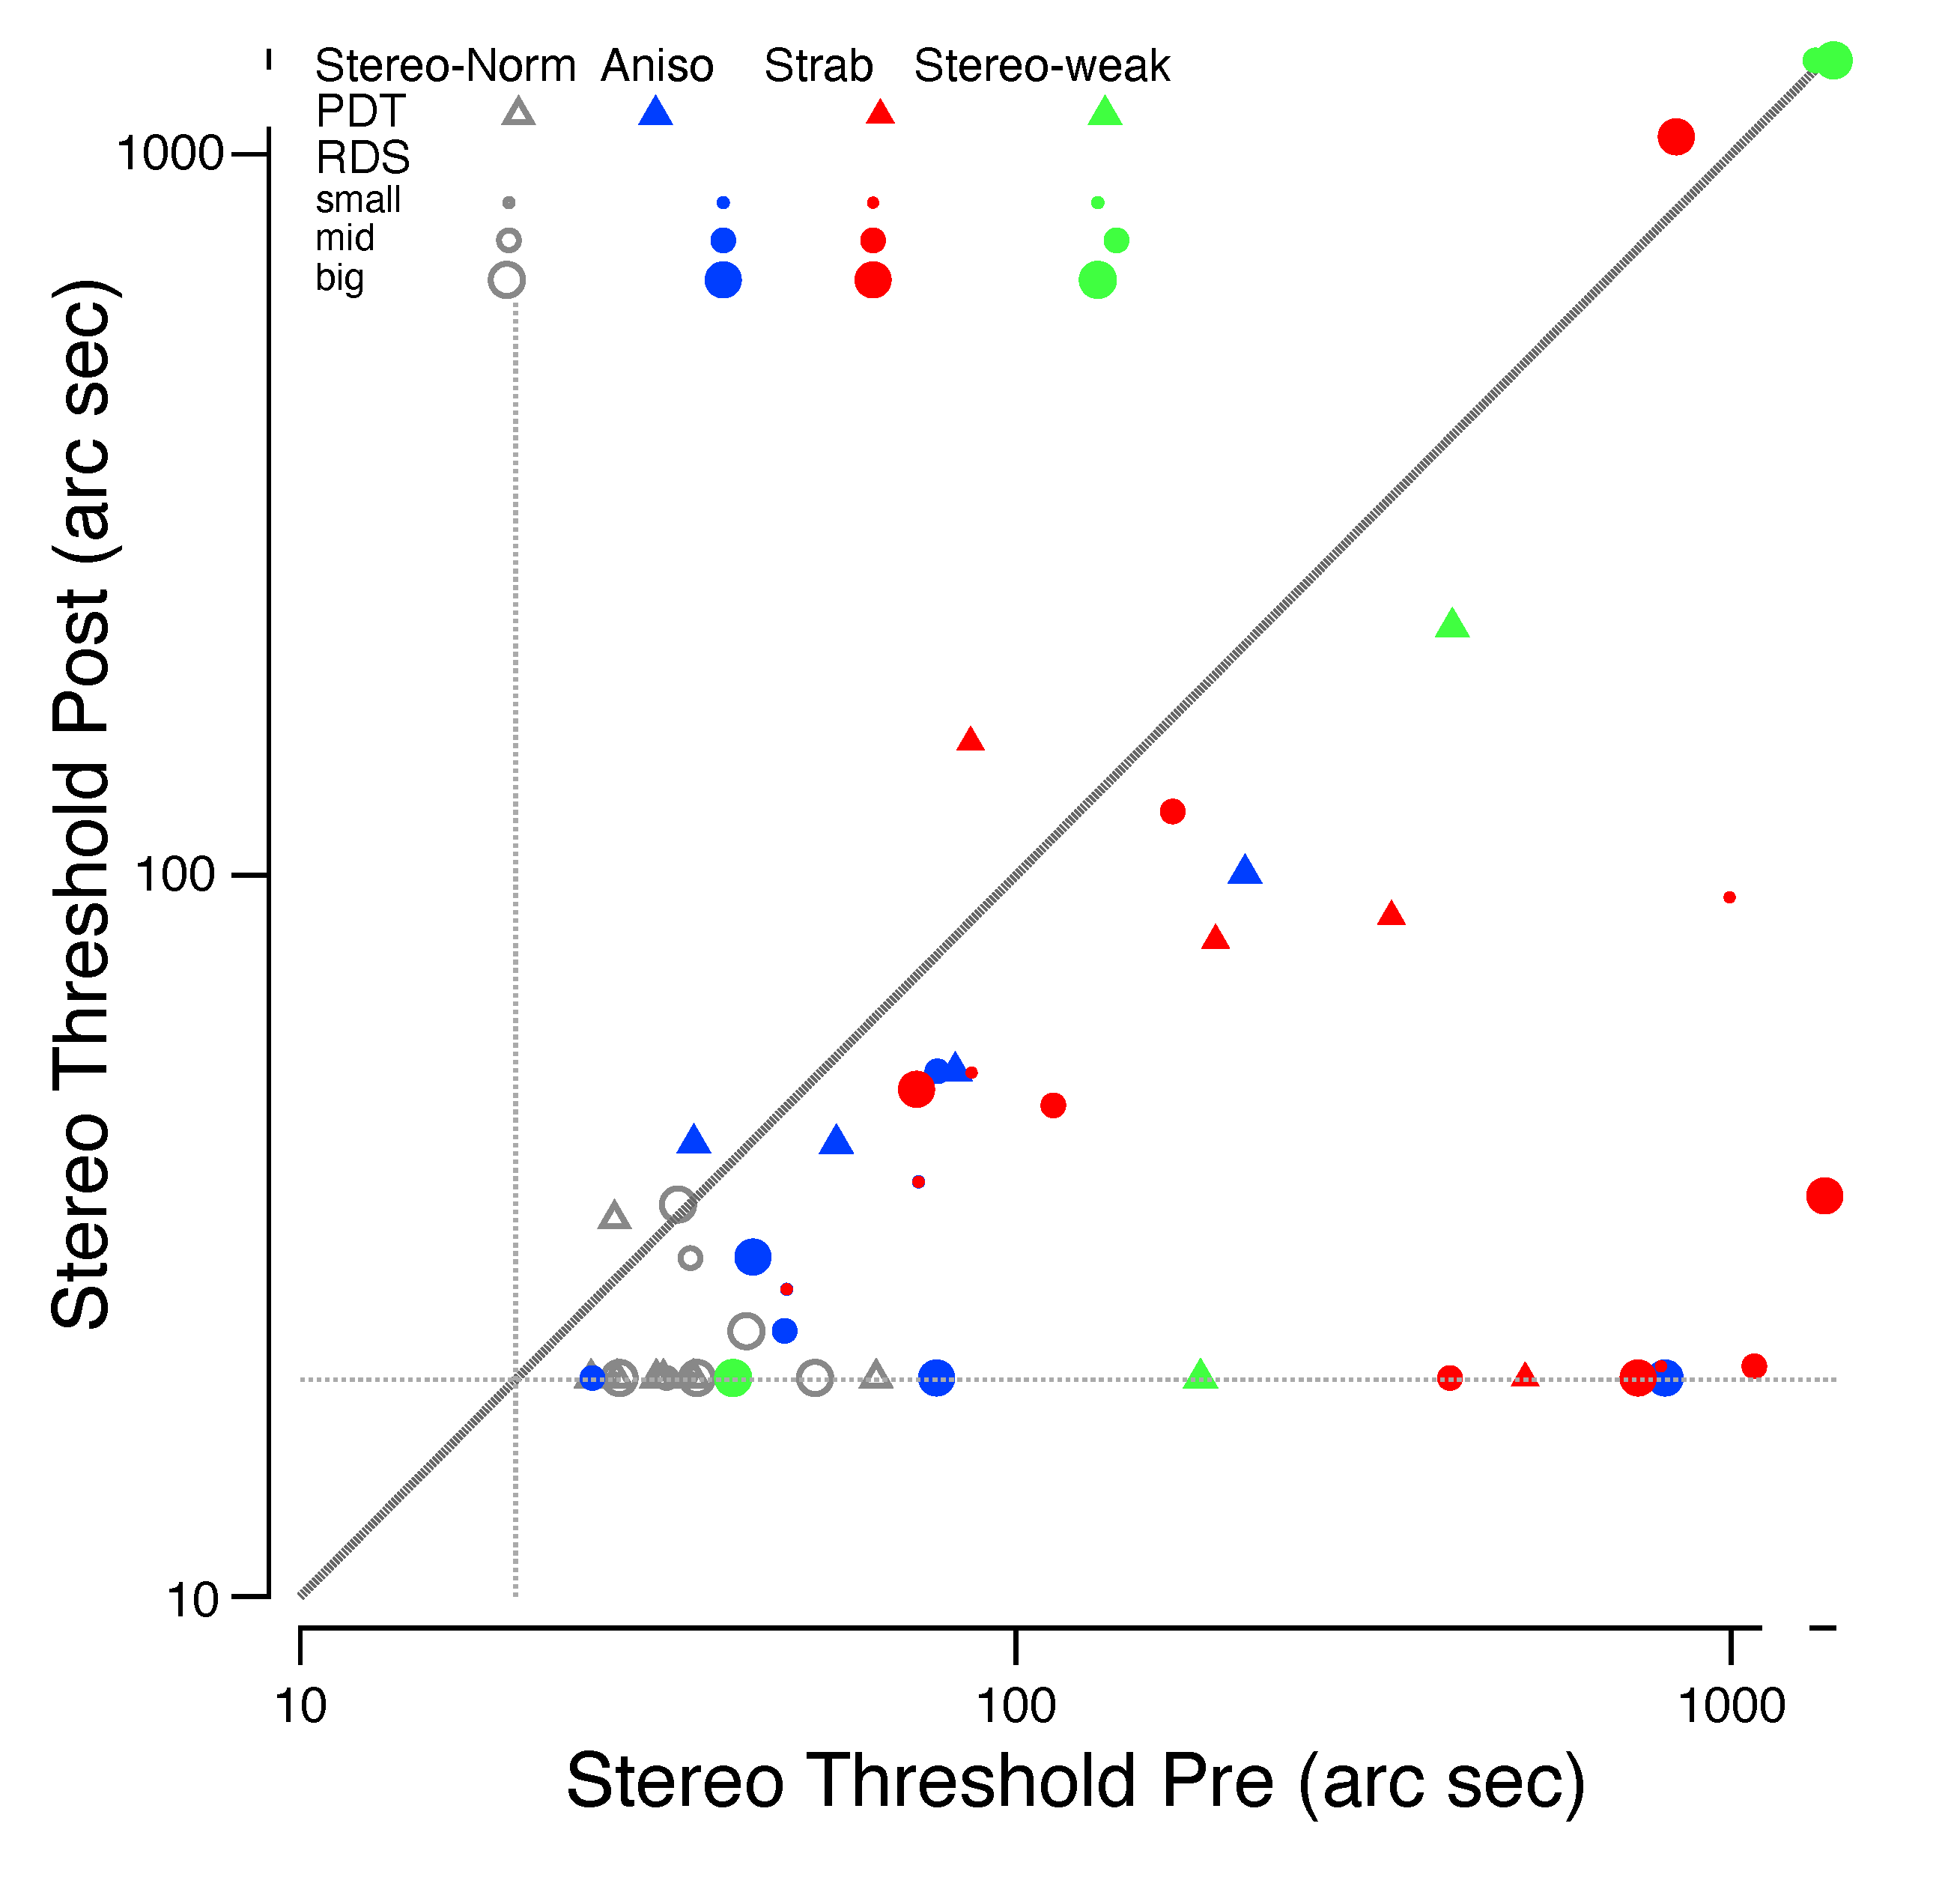 Stereo-Norm Aniso Strab Stereo-weak
PDT
RDS
small
mid
big
1000
100
10
Stereo Threshold Post (arc sec)
10 100 1000
Stereo Threshold Pre (arc sec)